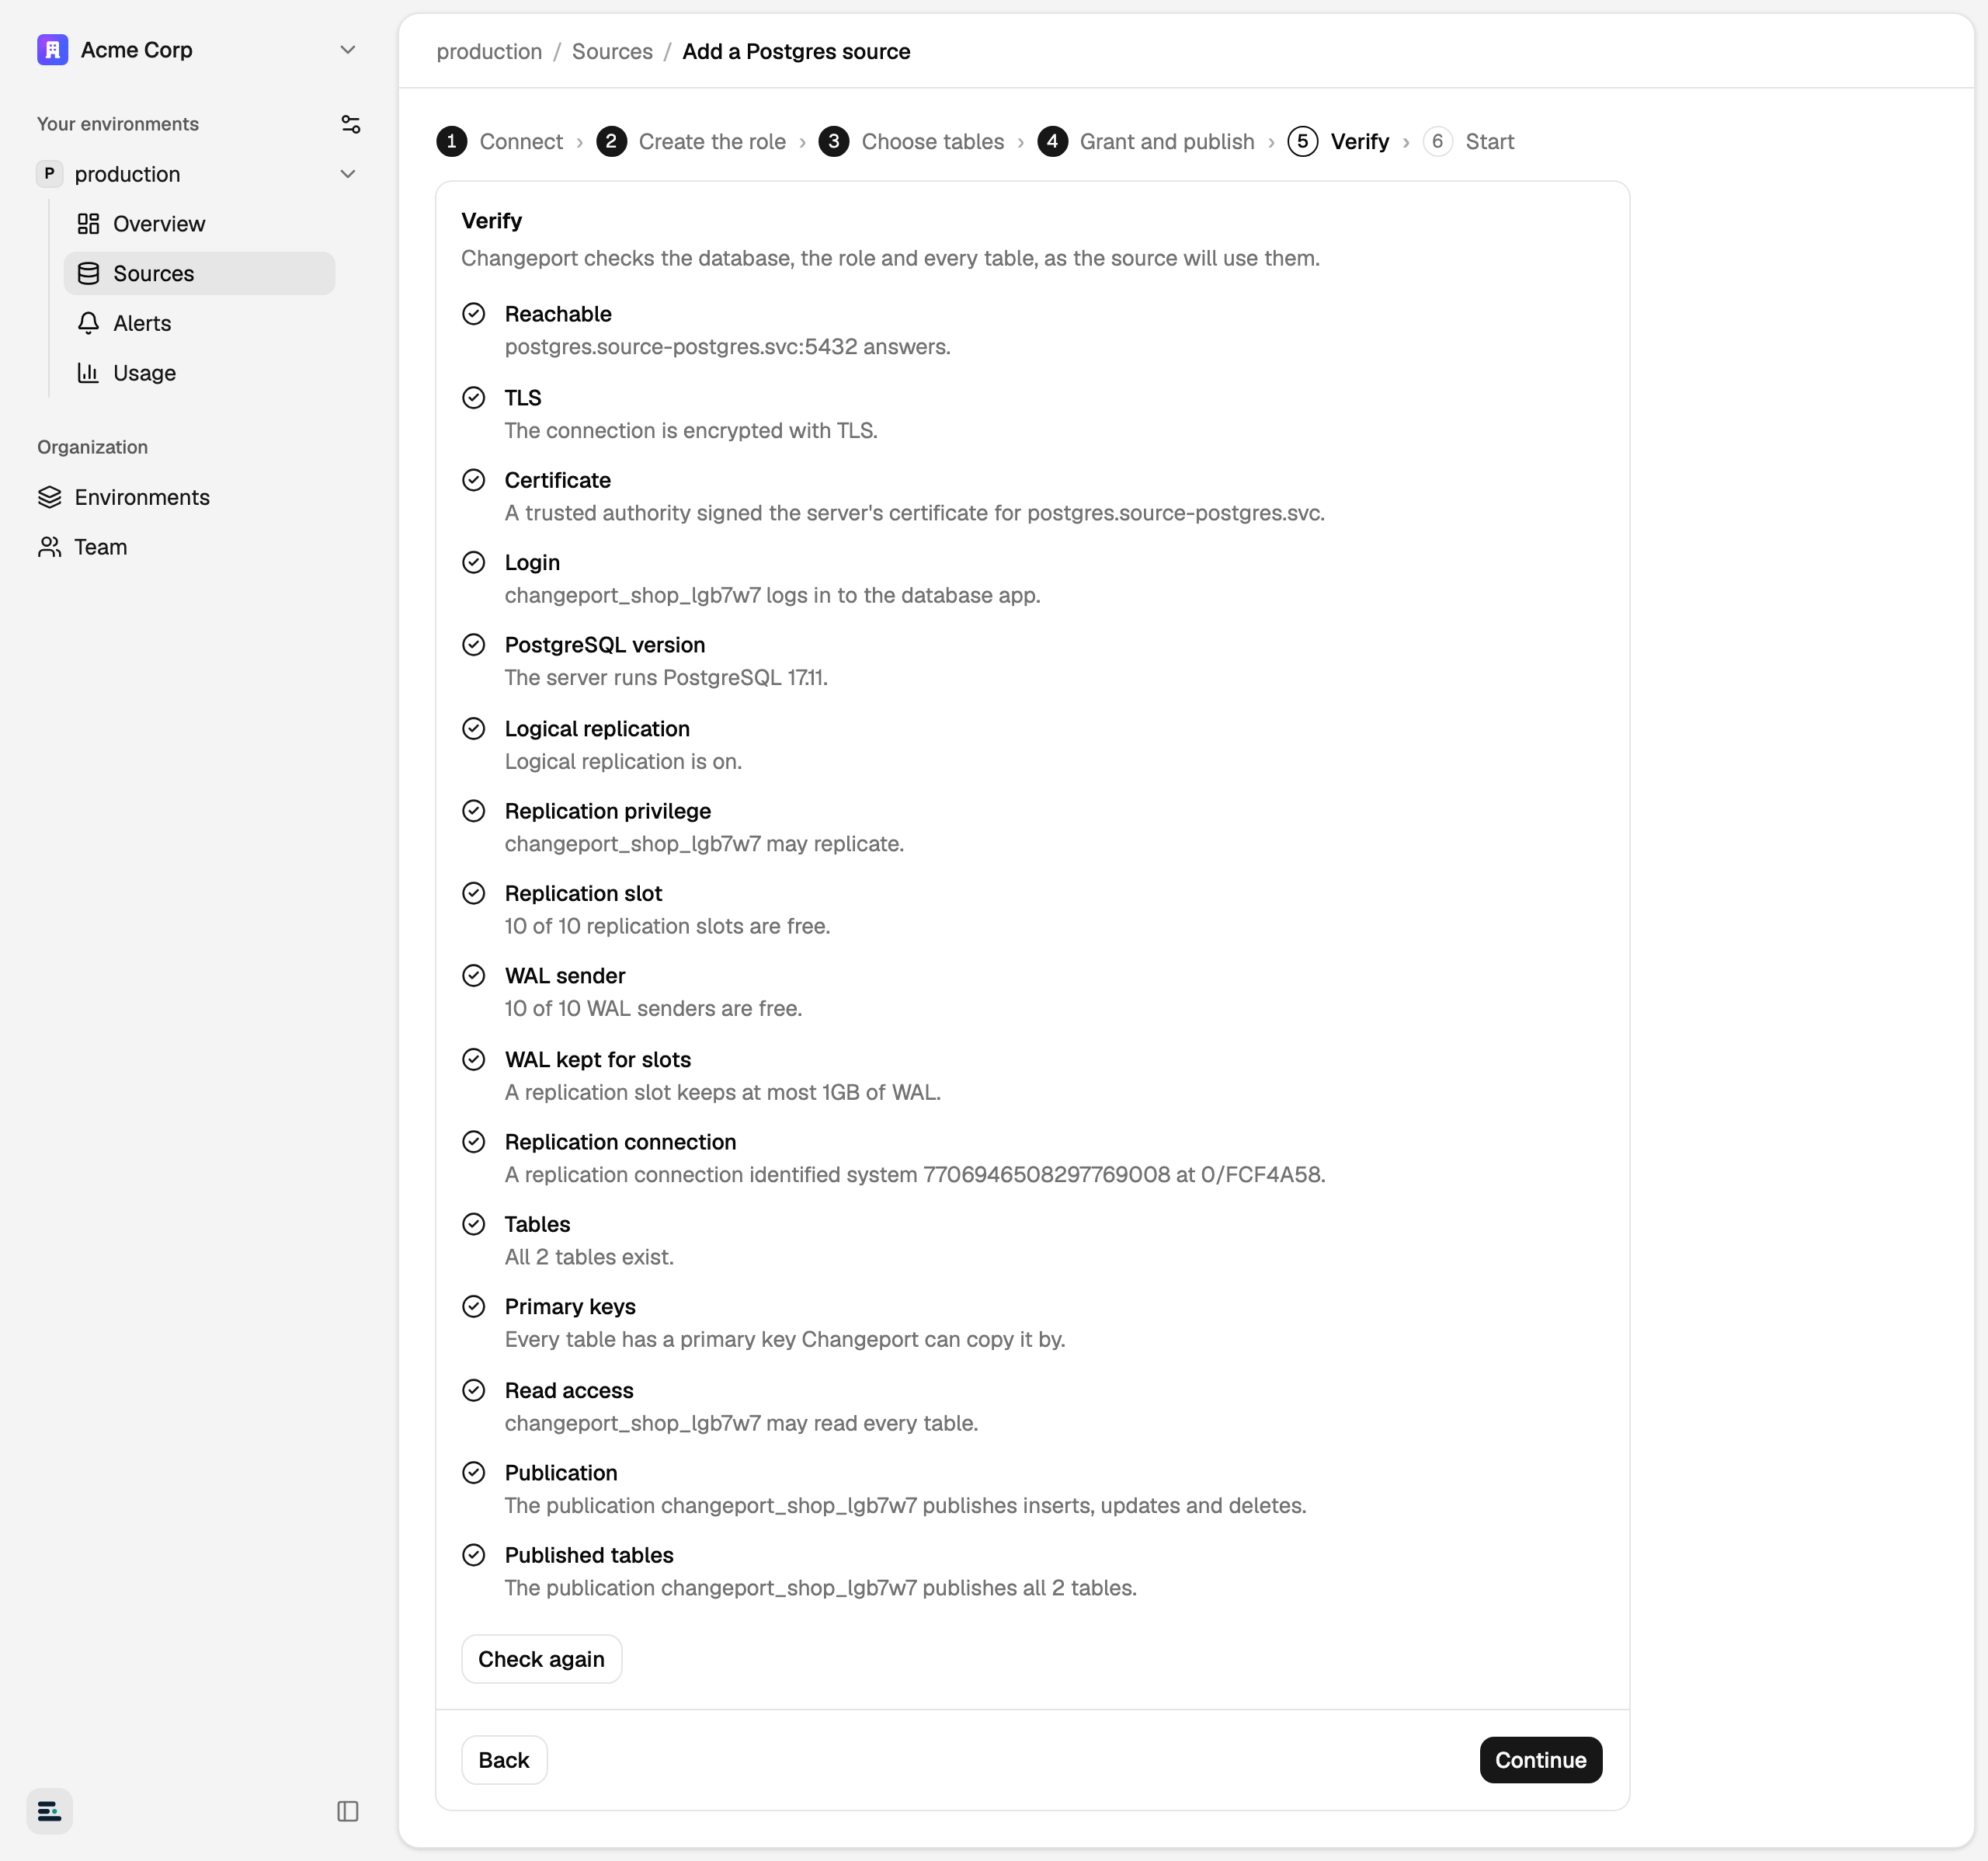 Acme Corp
Your environments
P production
Overview
Sources
Alerts
Usage
Organization
Environments
Team
production / Sources / Add a Postgres source
1 Connect › 2 Create the role › 3 Choose tables › 4 Grant and publish › 5 Verify › 6 Start
Verify
Changeport checks the database, the role and every table, as the source will use them.
Reachable
postgres.source-postgres.svc:5432 answers.
TLS
The connection is encrypted with TLS.
Certificate
A trusted authority signed the server's certificate for postgres.source-postgres.svc.
Login
changeport_shop_lgb7w7 logs in to the database app.
PostgreSQL version
The server runs PostgreSQL 17.11.
Logical replication
Logical replication is on.
Replication privilege
changeport_shop_lgb7w7 may replicate.
Replication slot
10 of 10 replication slots are free.
WAL sender
10 of 10 WAL senders are free.
WAL kept for slots
A replication slot keeps at most 1GB of WAL.
Replication connection
A replication connection identified system 7706946508297769008 at 0/FCF4A58.
Tables
All 2 tables exist.
Primary keys
Every table has a primary key Changeport can copy it by.
Read access
changeport_shop_lgb7w7 may read every table.
Publication
The publication changeport_shop_lgb7w7 publishes inserts, updates and deletes.
Published tables
The publication changeport_shop_lgb7w7 publishes all 2 tables.
Check again
Back
Continue